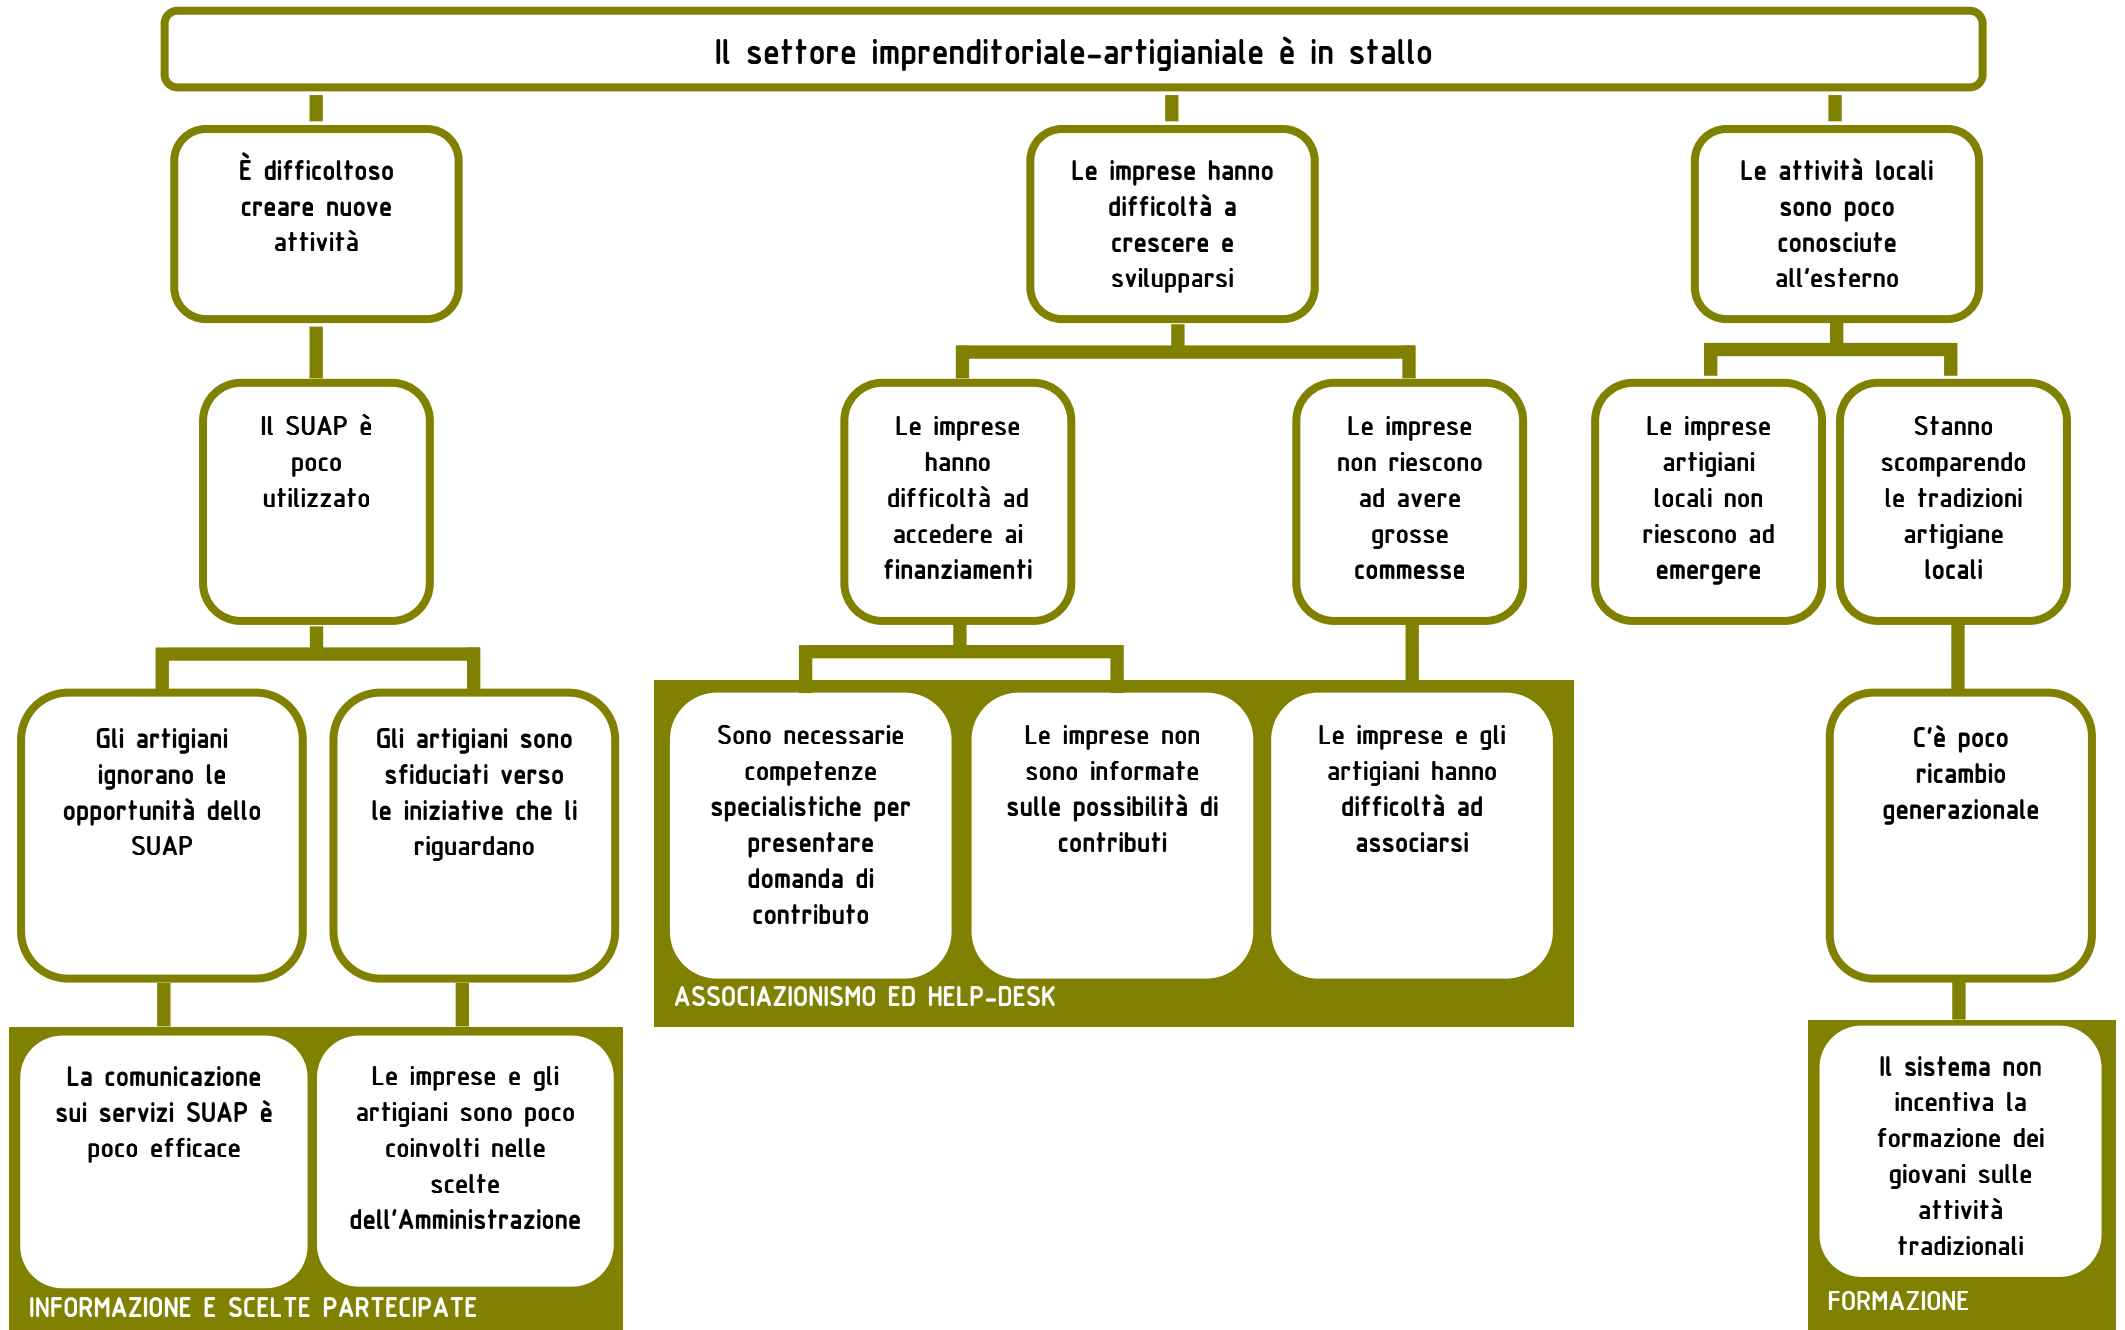 Il settore imprenditoriale-artigianiale è in stallo
È difficoltoso
creare nuove
attività
Le imprese hanno
difficoltà a
crescere e
svilupparsi
Le attività locali
sono poco
conosciute
all'esterno
Il SUAP è
poco
utilizzato
Le imprese
hanno
difficoltà ad
accedere ai
finanziamenti
Le imprese
non riescono
ad avere
grosse
commesse
Le imprese
artigiani
locali non
riescono ad
emergere
Stanno
scomparendo
le tradizioni
artigiane
locali
Gli artigiani
ignorano le
opportunità dello
SUAP
Gli artigiani sono
sfiduciati verso
le iniziative che li
riguardano
Sono necessarie
competenze
specialistiche per
presentare
domanda di
contributo
Le imprese non
sono informate
sulle possibilità di
contributi
Le imprese e gli
artigiani hanno
difficoltà ad
associarsi
C'è poco
ricambio
generazionale
ASSOCIAZIONISMO ED HELP-DESK
La comunicazione
sui servizi SUAP è
poco efficace
Le imprese e gli
artigiani sono poco
coinvolti nelle
scelte
dell'Amministrazione
Il sistema non
incentiva la
formazione dei
giovani sulle
attività
tradizionali
INFORMAZIONE E SCELTE PARTECIPATE
FORMAZIONE